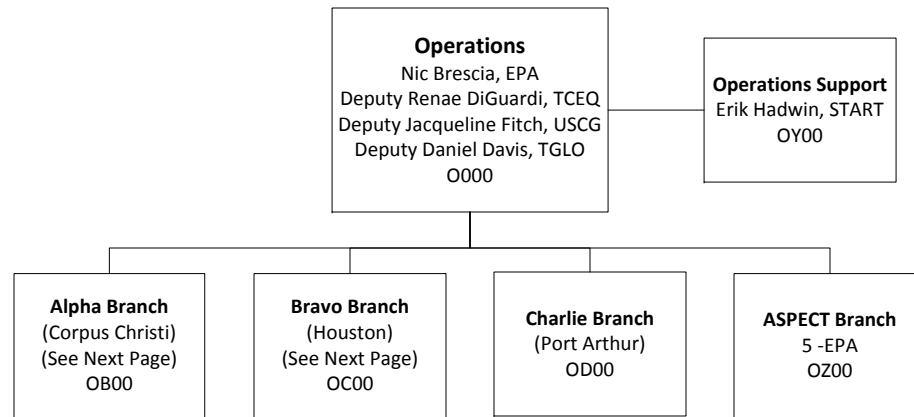 Operations
Nic Brescia, EPA
Deputy Renae DiGuardi, TCEQ
Deputy Jacqueline Fitch, USCG
Deputy Daniel Davis, TGLO
O000
Operations Support
Erik Hadwin, START
OY00
Alpha Branch
(Corpus Christi)
(See Next Page)
OB00
Bravo Branch
(Houston)
(See Next Page)
OC00
Charlie Branch
(Port Arthur)
OD00
ASPECT Branch
5 -EPA
OZ00